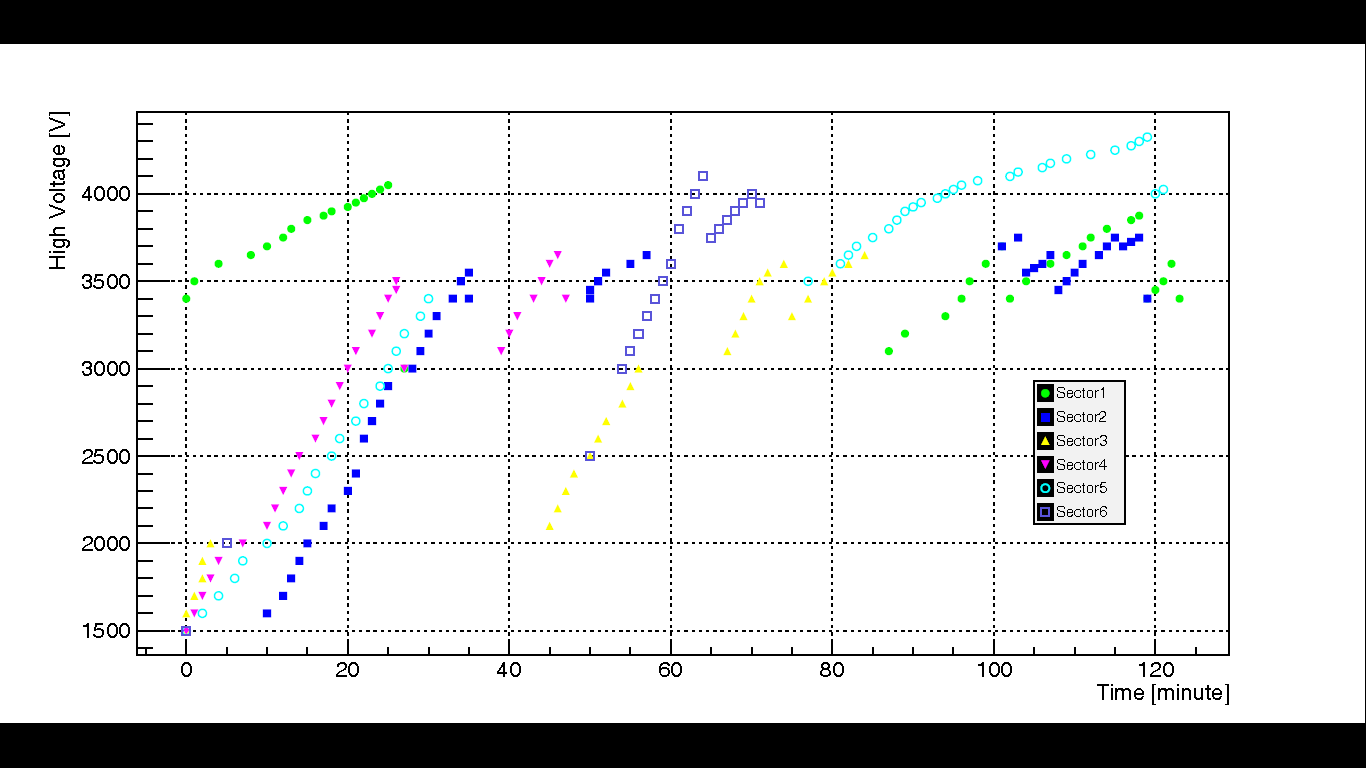 High Voltage [V]
4000
3500
3000
2500
2000
1500
0 20 40 60 80 100 120
Time [minute]
Sector1
Sector2
Sector3
Sector4
Sector5
Sector6